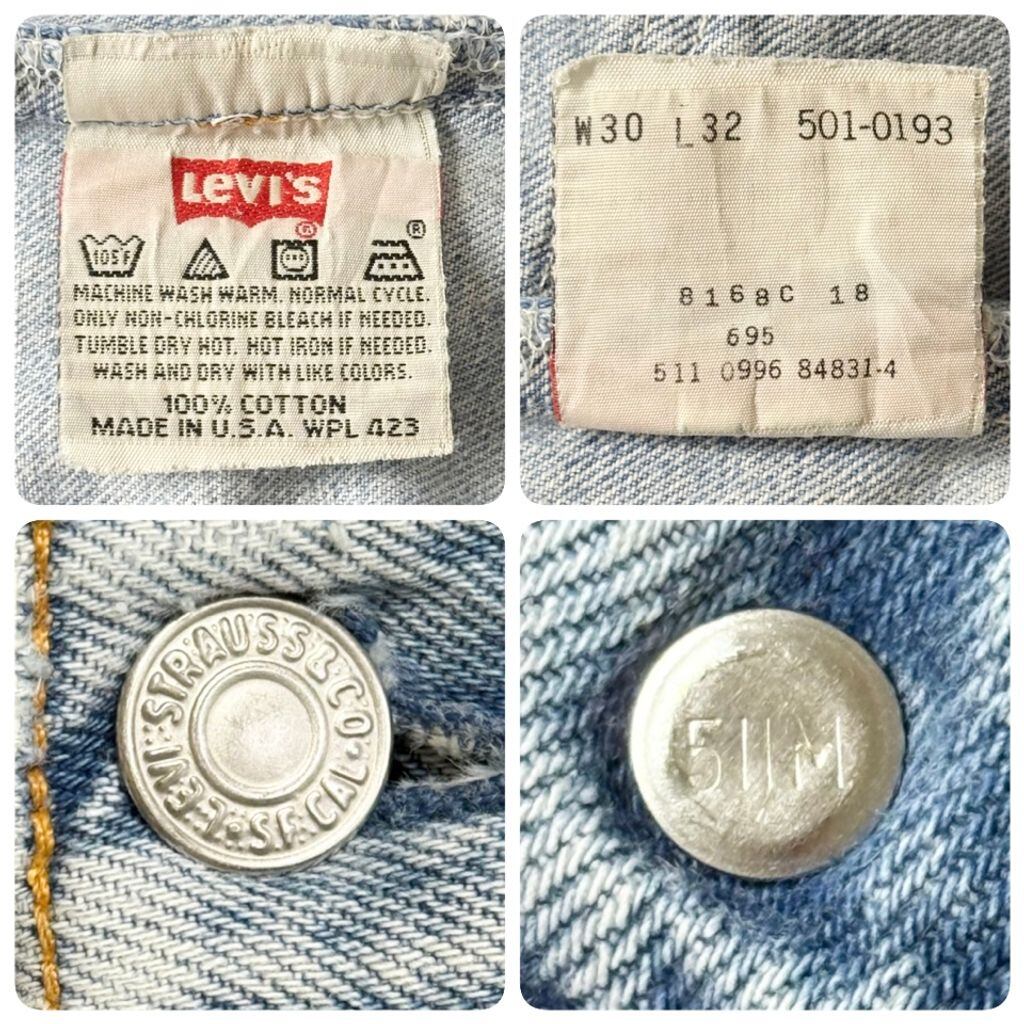 LEVI'S
®
®
105°F
MACHINE WASH WARM. NORMAL CYCLE.
ONLY NON-CHLORINE BLEACH IF NEEDED.
TUMBLE DRY HOT. HOT IRON IF NEEDED.
WASH AND DRY WITH LIKE COLORS.
100% COTTON
MADE IN U.S.A. WPL 423
W30 L32 501-0193
8168C 18
695
511 0996 84831-4
LEVI STRAUSS & CO. S.F. CAL
511M